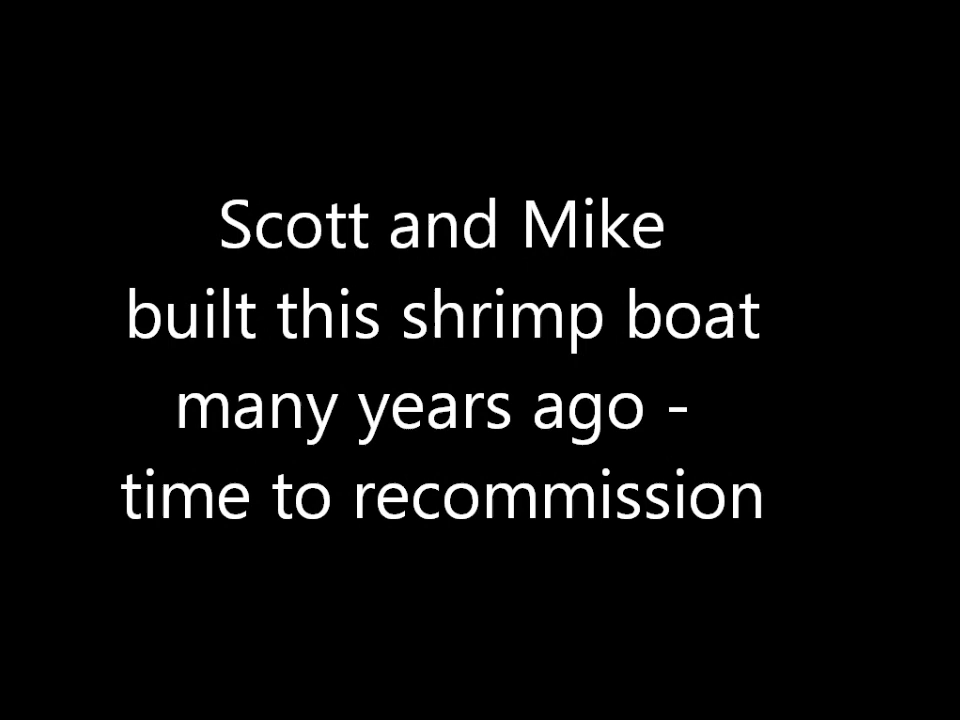 Scott and Mike
built this shrimp boat
many years ago -
time to recommission